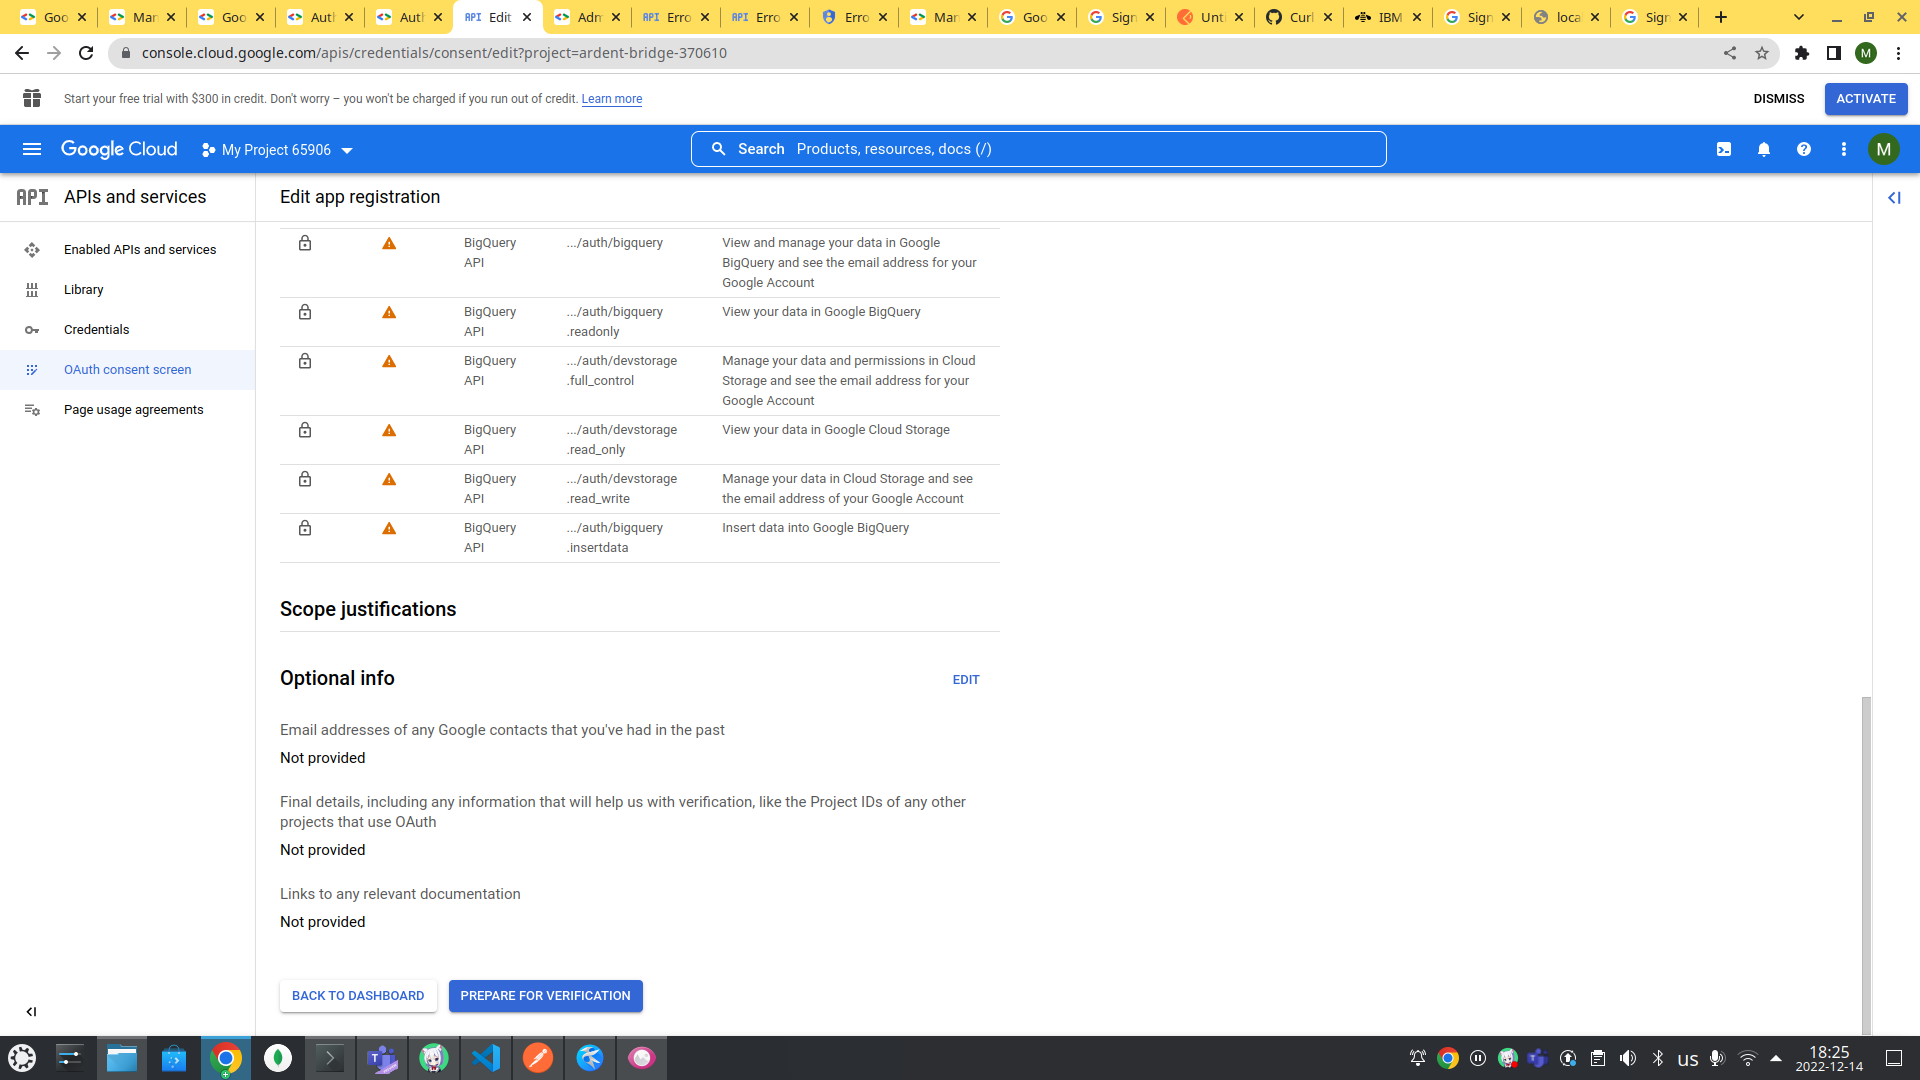 Goo
Mar
Goo
Auth
Auth
API Edit
Adm
API Erro
API Erro
Erro
Mar
Goo
Sign
Unti
Curl
IBM
Sign
loca
Sign
console.cloud.google.com/apis/credentials/consent/edit?project=ardent-bridge-370610
M
Start your free trial with $300 in credit. Don't worry – you won't be charged if you run out of credit. Learn more
DISMISS
ACTIVATE
Google Cloud
My Project 65906
Search Products, resources, docs (/)
M
API APIs and services
Edit app registration
Enabled APIs and services
Library
Credentials
OAuth consent screen
Page usage agreements
BigQuery API
.../auth/bigquery
View and manage your data in Google
BigQuery and see the email address for your
Google Account
BigQuery API
.../auth/bigquery
.readonly
View your data in Google BigQuery
BigQuery API
.../auth/devstorage
.full_control
Manage your data and permissions in Cloud
Storage and see the email address for your
Google Account
BigQuery API
.../auth/devstorage
.read_only
View your data in Google Cloud Storage
BigQuery API
.../auth/devstorage
.read_write
Manage your data in Cloud Storage and see
the email address of your Google Account
BigQuery API
.../auth/bigquery
.insertdata
Insert data into Google BigQuery
Scope justifications
Optional info
EDIT
Email addresses of any Google contacts that you've had in the past
Not provided
Final details, including any information that will help us with verification, like the Project IDs of any other
projects that use OAuth
Not provided
Links to any relevant documentation
Not provided
BACK TO DASHBOARD
PREPARE FOR VERIFICATION
us
18:25
2022-12-14